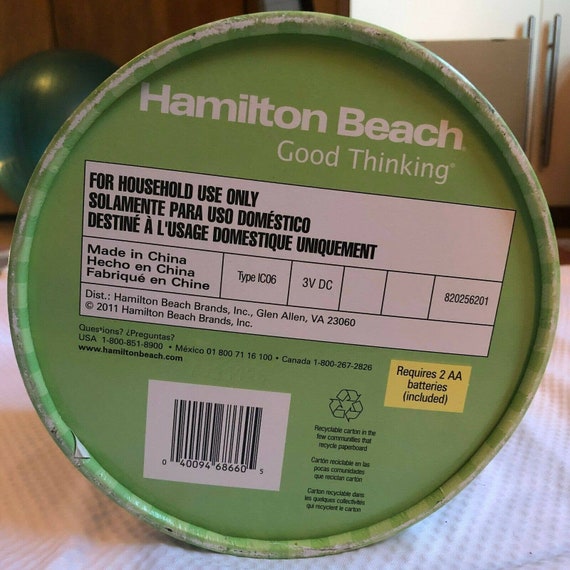 Hamilton Beach
Good Thinking®
FOR HOUSEHOLD USE ONLY
SOLAMENTE PARA USO DOMÉSTICO
DESTINÉ À L'USAGE DOMESTIQUE UNIQUEMENT
Made in China
Hecho en China
Fabriqué en Chine
Type IC06
3V DC
820256201
Dist.: Hamilton Beach Brands, Inc., Glen Allen, VA 23060
© 2011 Hamilton Beach Brands, Inc.
Questions? ¿Preguntas?
USA 1-800-851-8900 • México 01 800 71 16 100 • Canada 1-800-267-2826
www.hamiltonbeach.com
Requires 2 AA
batteries
(included)
0 40094 68660 5
Recyclable carton in the
few communities that
recycle paperboard
Cartón reciclable en las
pocas comunidades
que reciclan cartón
Carton recyclable dans
les quelques collectivités
qui recyclent le carton